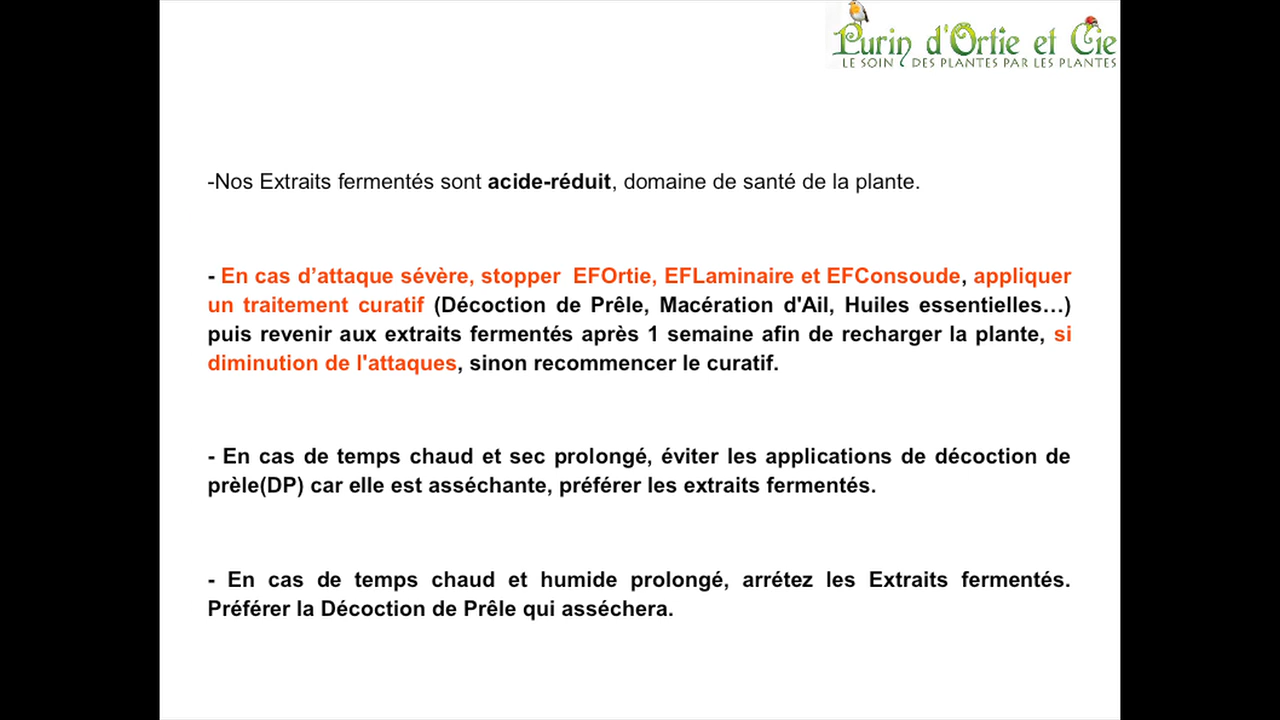 Purin d'Ortie et Cie
LE SOIN DES PLANTES PAR LES PLANTES
-Nos Extraits fermentés sont acide-réduit, domaine de santé de la plante.
- En cas d’attaque sévère, stopper EFOrtie, EFLaminaire et EFConsoude, appliquer
un traitement curatif (Décoction de Prêle, Macération d'Ail, Huiles essentielles…)
puis revenir aux extraits fermentés après 1 semaine afin de recharger la plante, si
diminution de l'attaques, sinon recommencer le curatif.
- En cas de temps chaud et sec prolongé, éviter les applications de décoction de
prèle(DP) car elle est asséchante, préférer les extraits fermentés.
- En cas de temps chaud et humide prolongé, arrétez les Extraits fermentés.
Préférer la Décoction de Prêle qui asséchera.